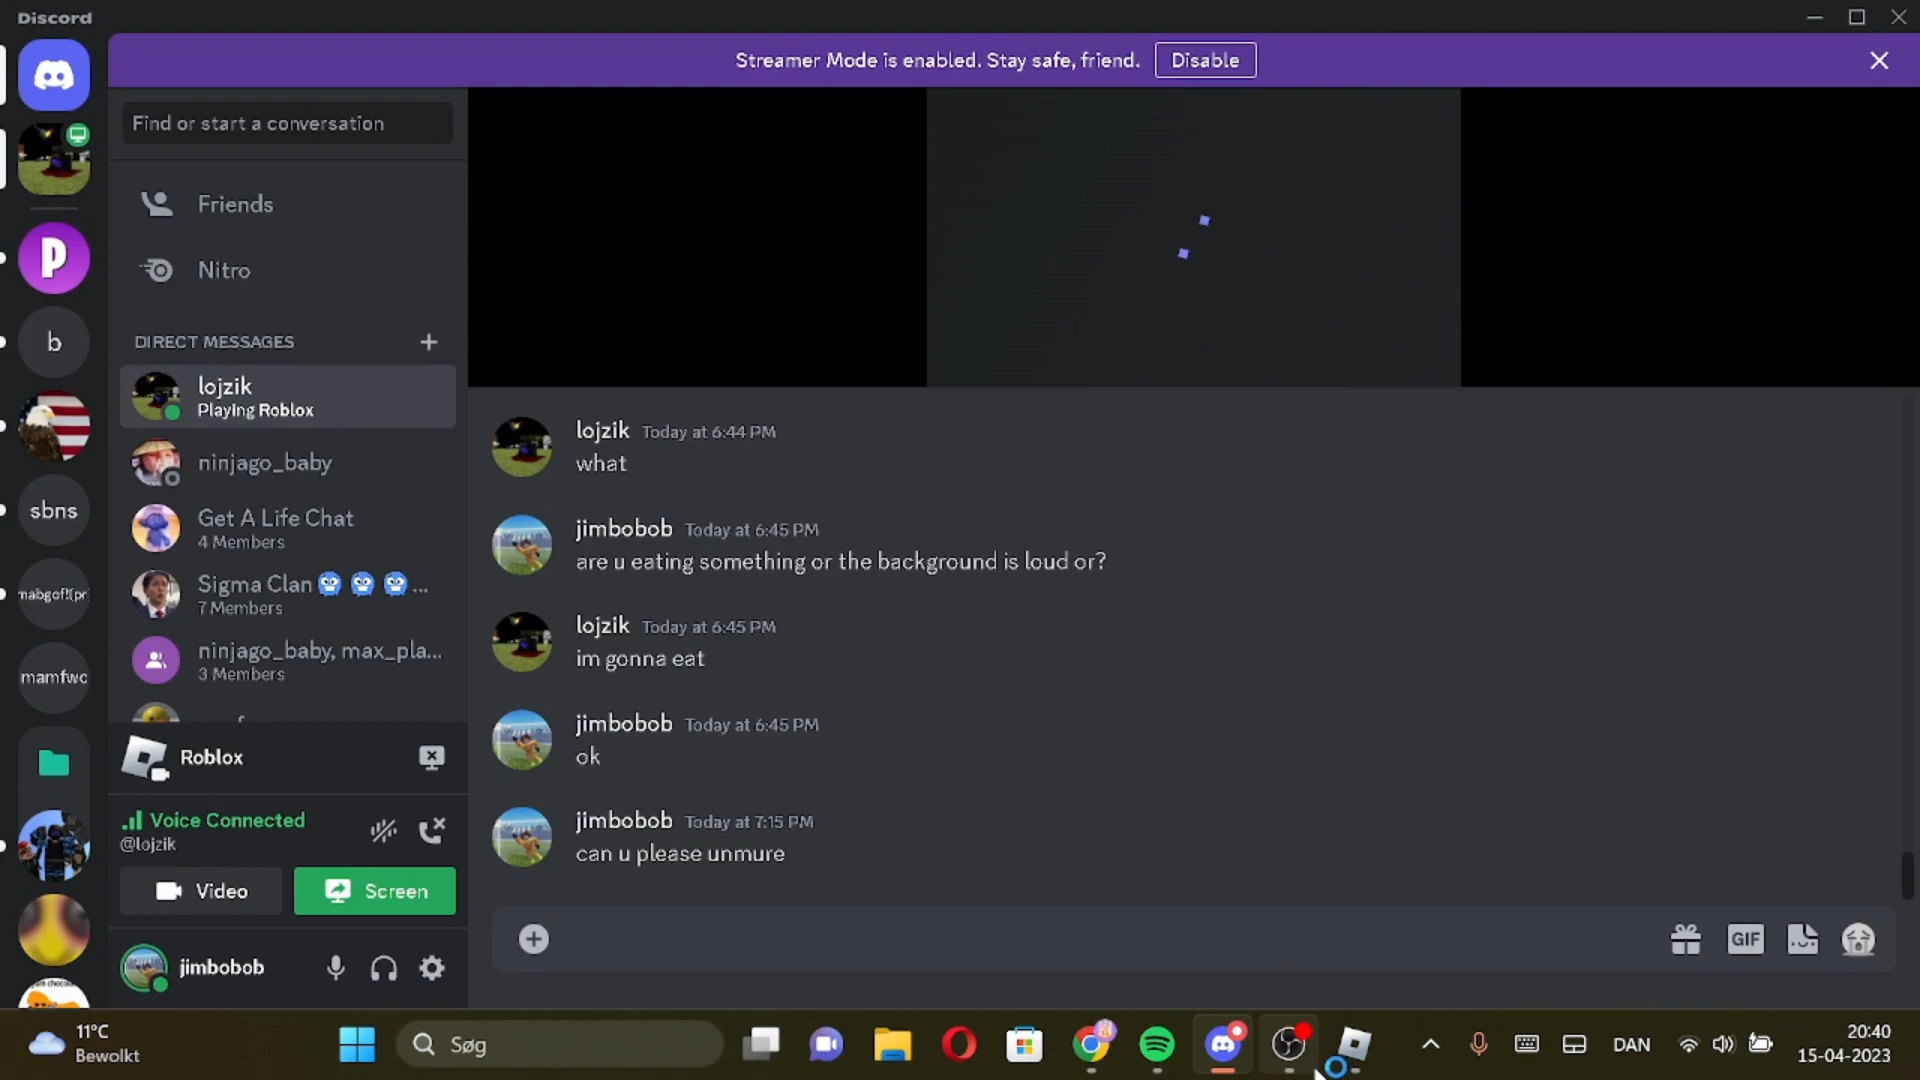 Discord
Streamer Mode is enabled. Stay safe, friend.
Disable
Find or start a conversation
Friends
Nitro
DIRECT MESSAGES
lojzik
Playing Roblox
ninjago_baby
Get A Life Chat
4 Members
Sigma Clan ...
7 Members
ninjago_baby, max_pla...
3 Members
P
b
sbns
mabgof!(pr
mamfwc
Roblox
Voice Connected
@lojzik
Video
Screen
jimbobob
lojzik Today at 6:44 PM
what
jimbobob Today at 6:45 PM
are u eating something or the background is loud or?
lojzik Today at 6:45 PM
im gonna eat
jimbobob Today at 6:45 PM
ok
jimbobob Today at 7:15 PM
can u please unmure
GIF
11°C
Bewolkt
Søg
DAN
20:40
15-04-2023